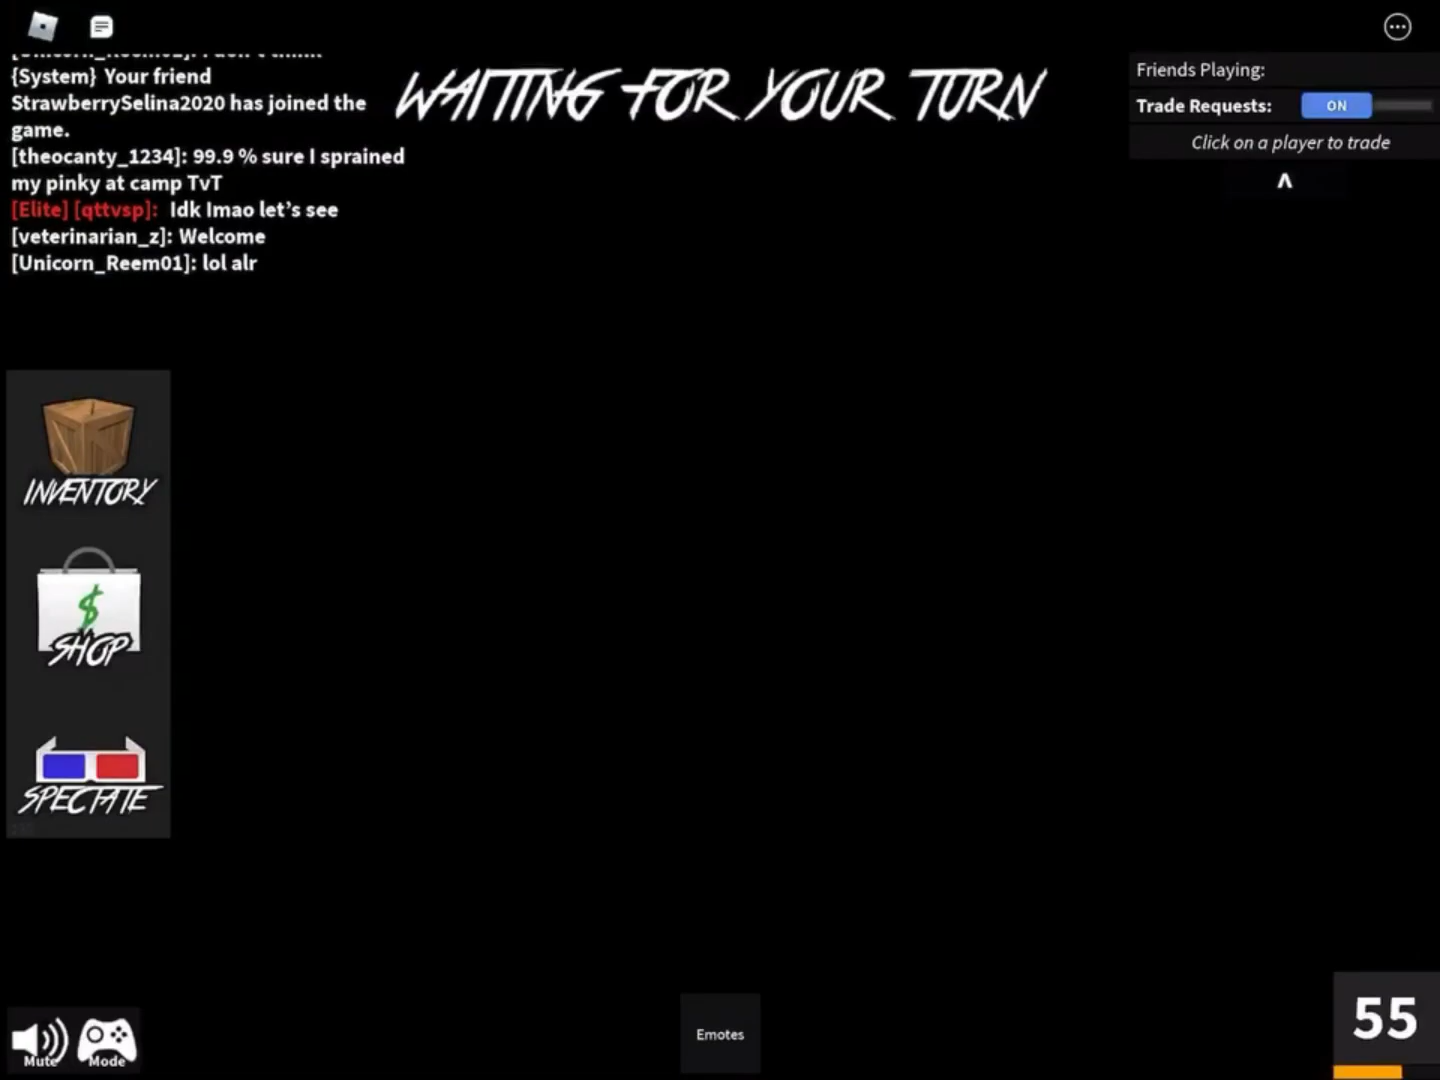 {System} Your friend
StrawberrySelina2020 has joined the
game.
[theocanty_1234]: 99.9 % sure I sprained
my pinky at camp TvT
[Elite] [qttvsp]: Idk lmao let's see
[veterinarian_z]: Welcome
[Unicorn_Reem01]: lol alr
WAITING FOR YOUR TURN
Friends Playing:
Trade Requests: ON
Click on a player to trade
INVENTORY
$
SHOP
SPECTATE
Mute
Mode
Emotes
55